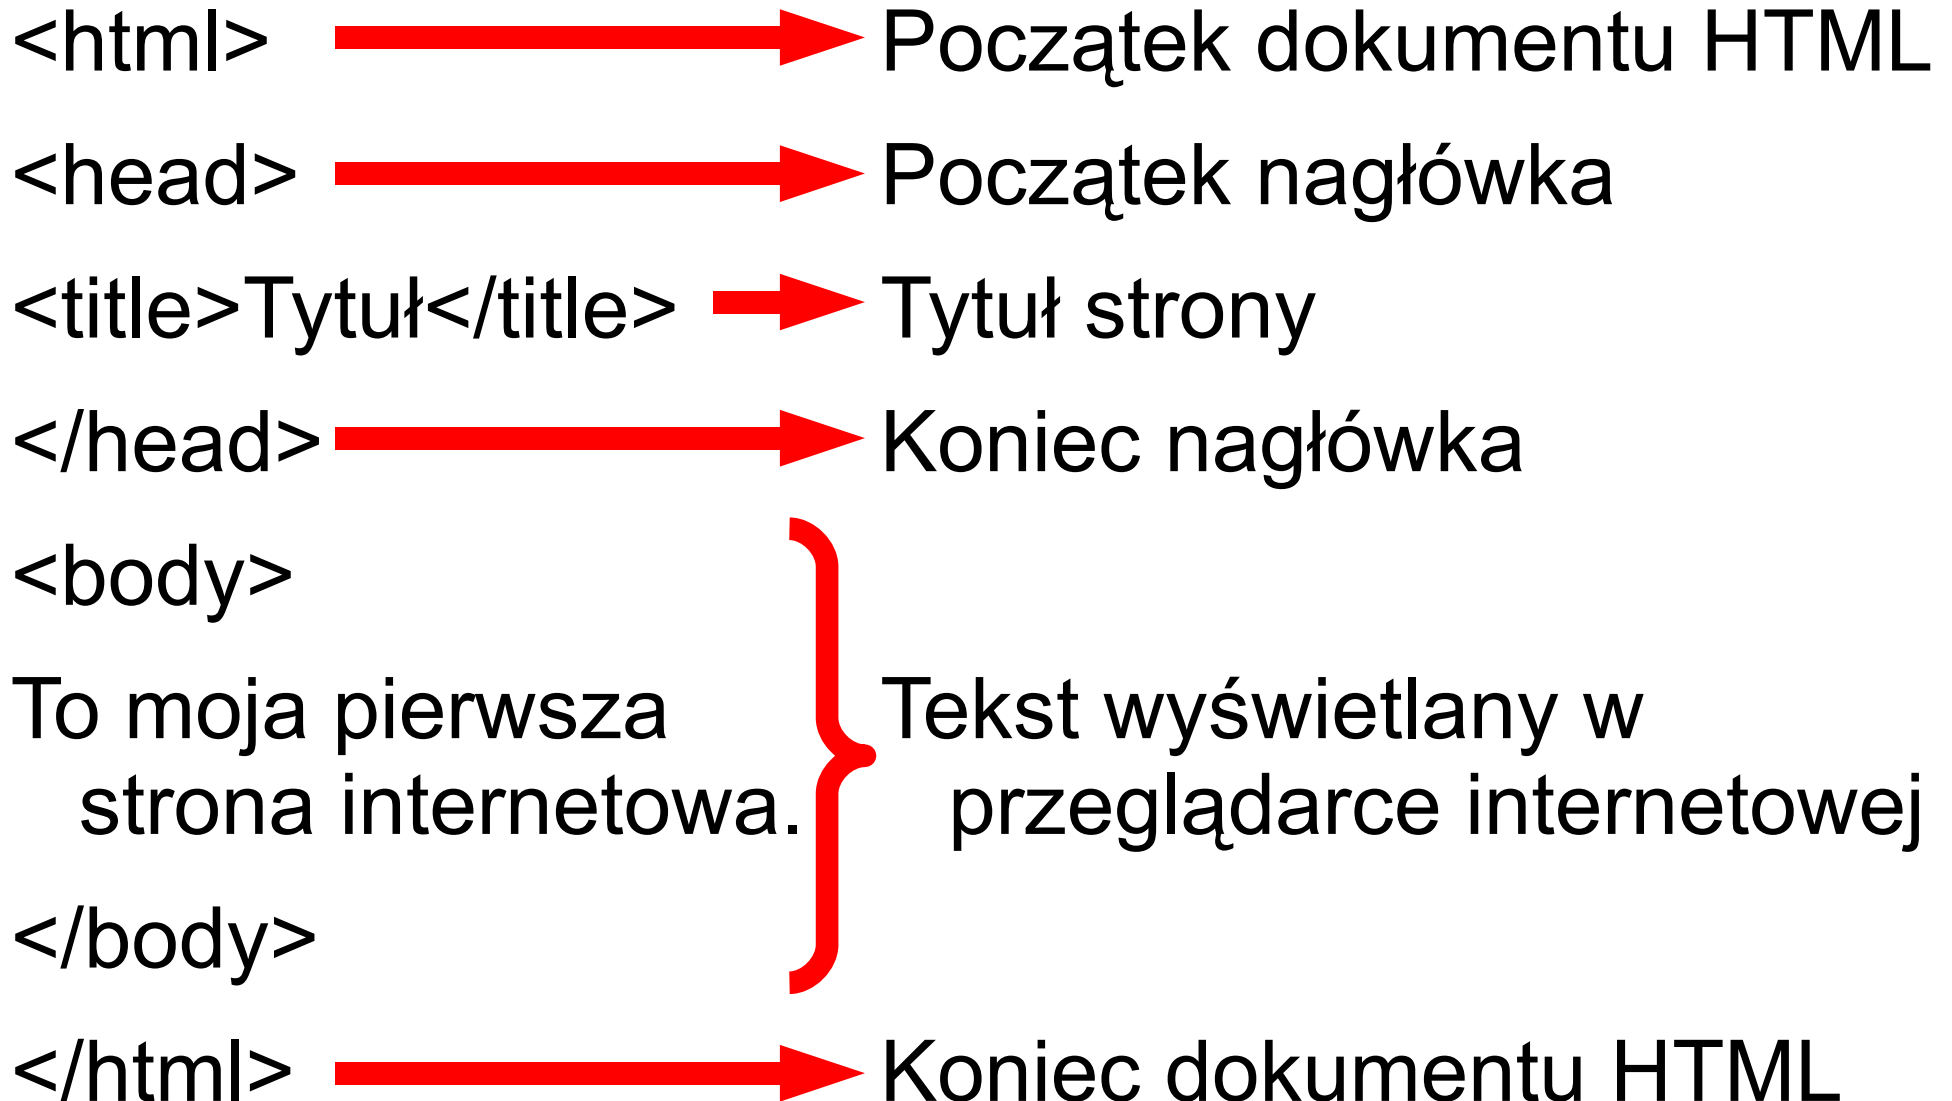 <html> Początek dokumentu HTML
<head> Początek nagłówka
<title>Tytuł</title> Tytuł strony
</head> Koniec nagłówka
<body>
To moja pierwsza Tekst wyświetlany w
strona internetowa. przeglądarce internetowej
</body>
</html> Koniec dokumentu HTML